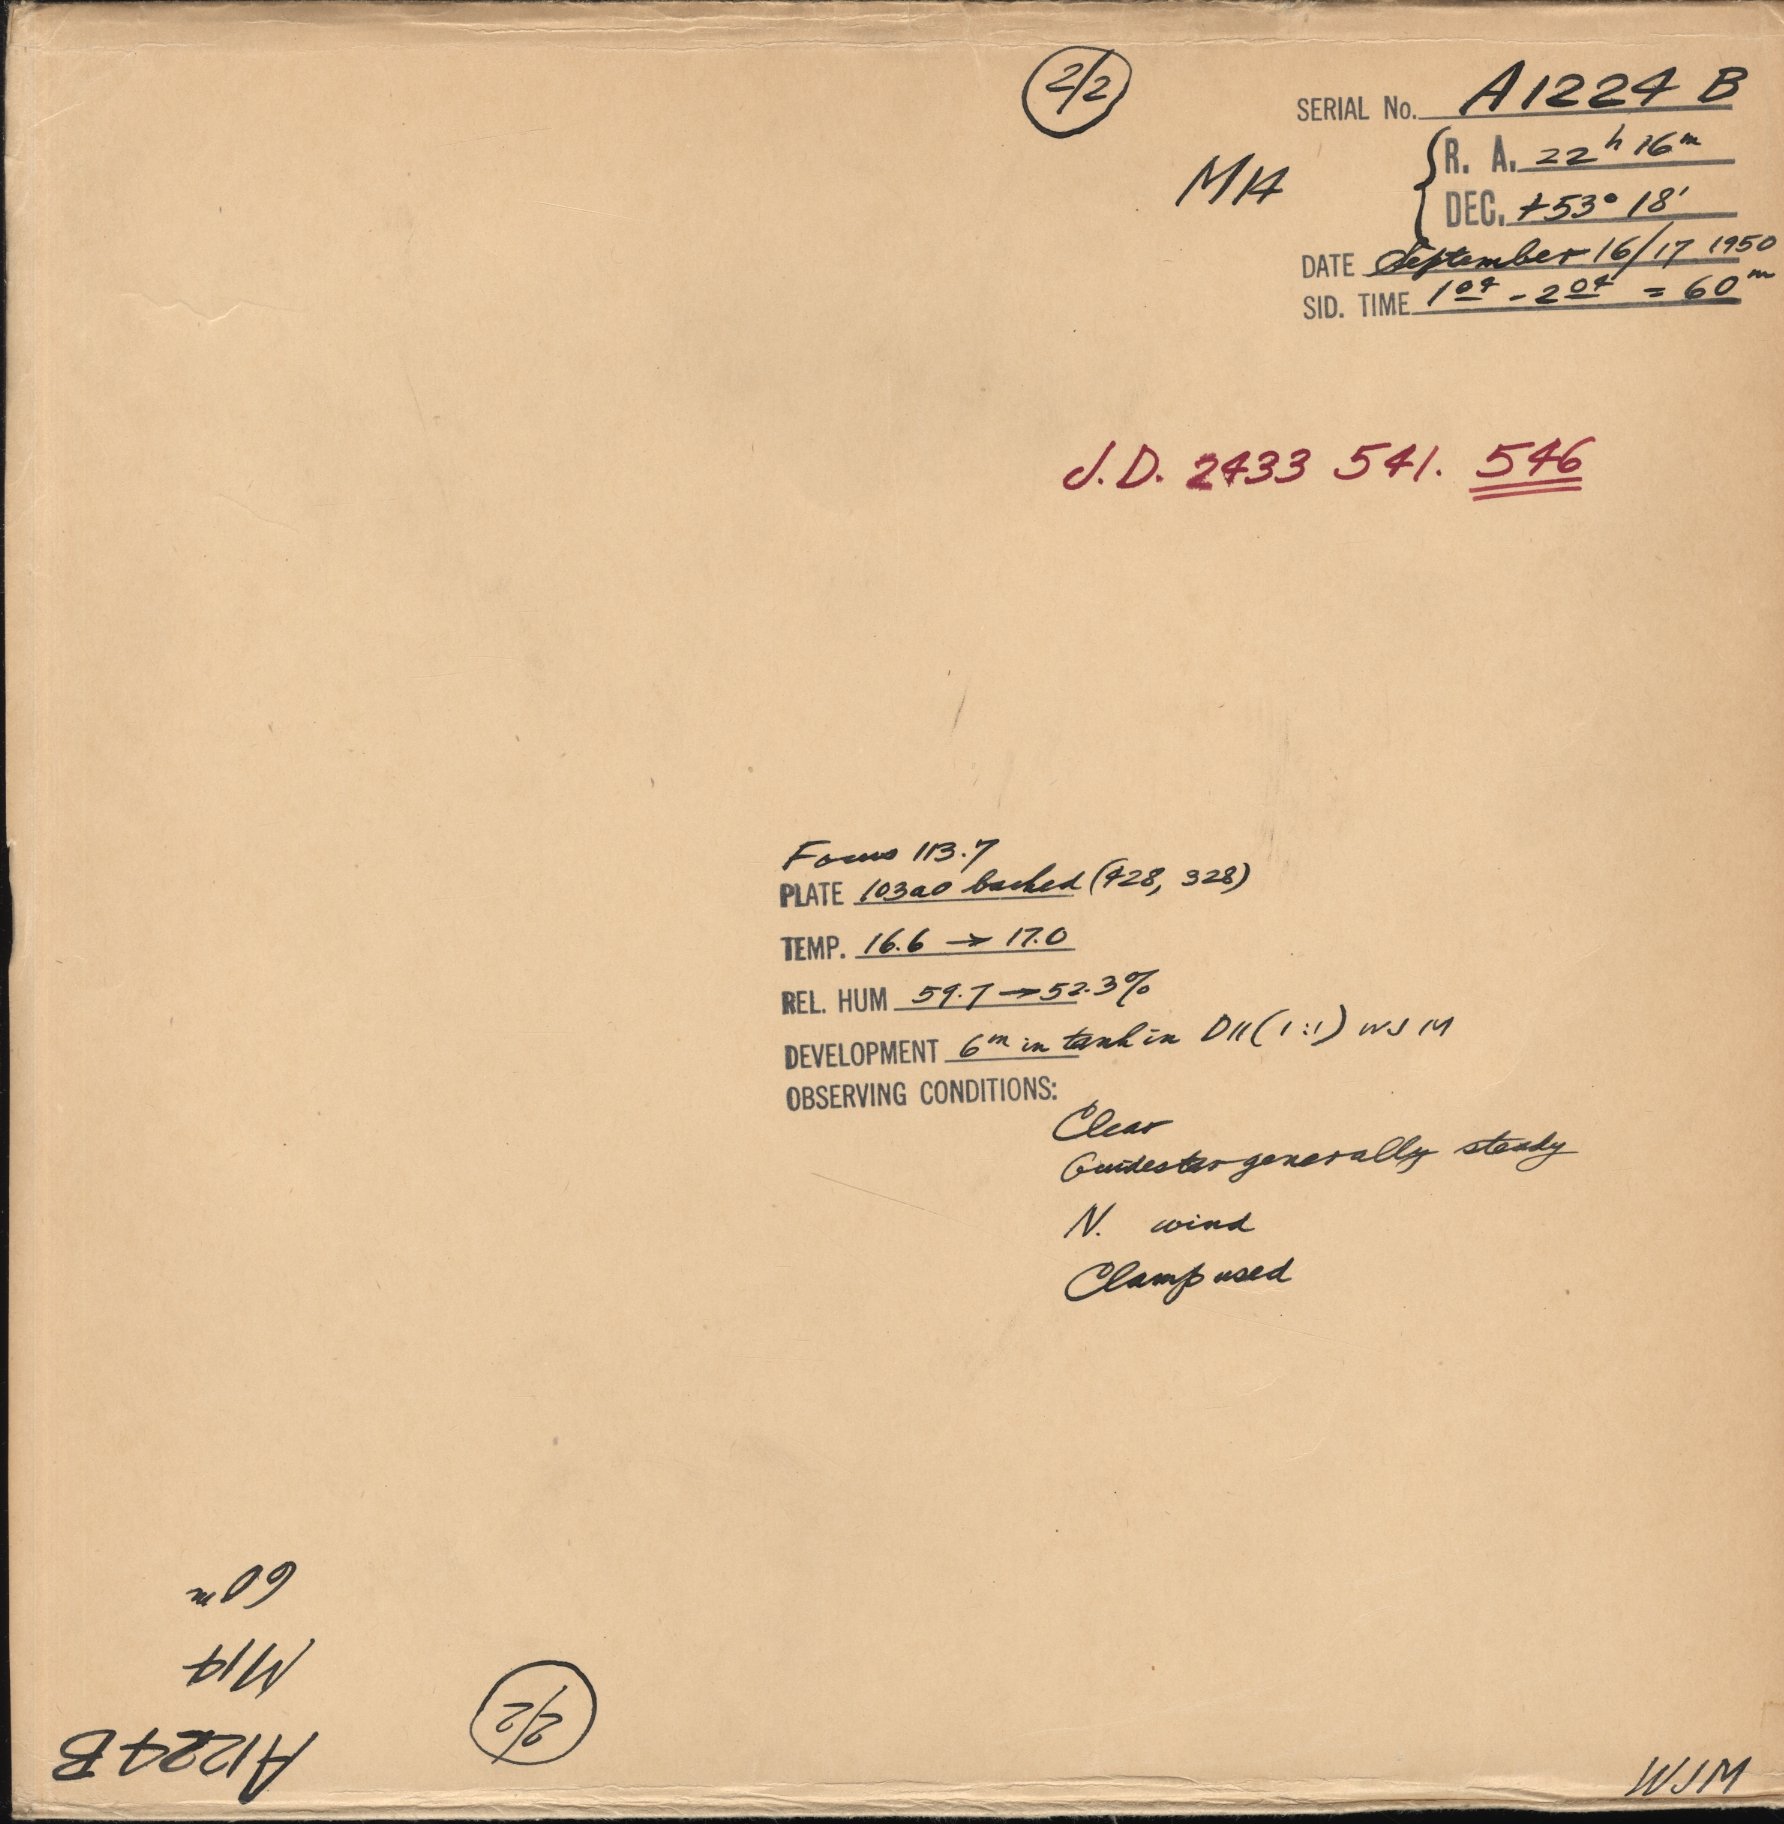 2/2
SERIAL No. A1224 B
M14
R. A. 22h 16m
DEC. +53° 18'
DATE September 16/17 1950
SID. TIME 1 04 - 2 04 = 60m
J.D. 2433 541. 546
Focus 113.7
PLATE 103a0 backed (428, 328)
TEMP. 16.6 → 17.0
REL. HUM 59.7 → 52.3%
DEVELOPMENT 6m in tank in D11 (1:1) WJM
OBSERVING CONDITIONS:
Clear
Guidestar generally steady
N. wind
Clamp used
60m
M14
A1224B
2/2
WJM